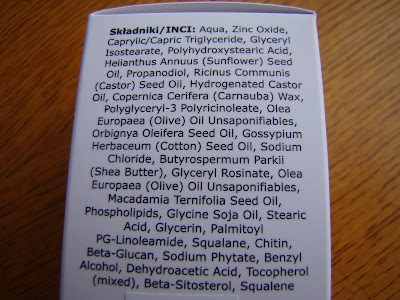 Składniki/INCI: Aqua, Zinc Oxide,
Caprylic/Capric Triglyceride, Glyceryl
Isostearate, Polyhydroxystearic Acid,
Helianthus Annuus (Sunflower) Seed
Oil, Propanodiol, Ricinus Communis
(Castor) Seed Oil, Hydrogenated Castor
Oil, Copernica Cerifera (Carnauba) Wax,
Polyglyceryl-3 Polyricinoleate, Olea
Europaea (Olive) Oil Unsaponifiables,
Orbignya Oleifera Seed Oil, Gossypium
Herbaceum (Cotton) Seed Oil, Sodium
Chloride, Butyrospermum Parkii
(Shea Butter), Glyceryl Rosinate, Olea
Europaea (Olive) Oil Unsaponifiables,
Macadamia Ternifolia Seed Oil,
Phospholipids, Glycine Soja Oil, Stearic
Acid, Glycerin, Palmitoyl
PG-Linoleamide, Squalane, Chitin,
Beta-Glucan, Sodium Phytate, Benzyl
Alcohol, Dehydroacetic Acid, Tocopherol
(mixed), Beta-Sitosterol, Squalene